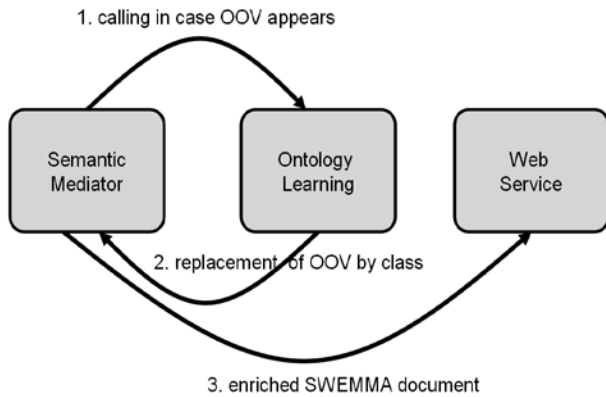 1. calling in case OOV appears
Semantic
Mediator
Ontology
Learning
Web
Service
2. replacement of OOV by class
3. enriched SWEMMA document